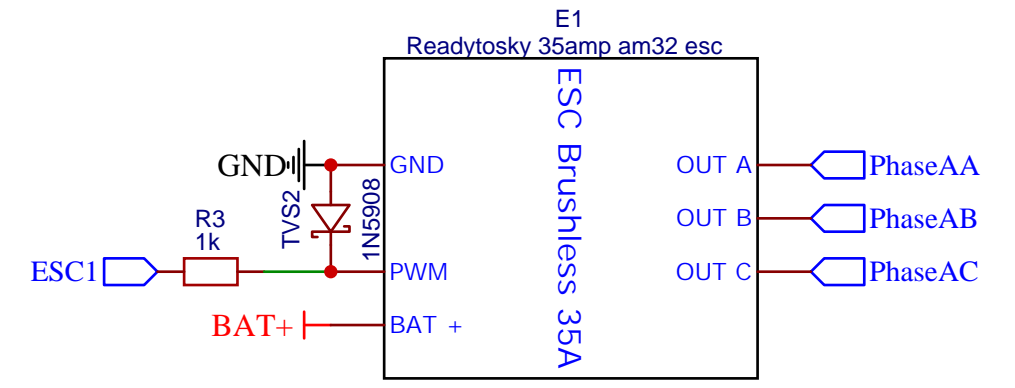 E1
Readytosky 35amp am32 esc
ESC Brushless 35A
GND
GND
OUT A
PhaseAA
TVS2
1N5908
R3
1k
OUT B
PhaseAB
ESC1
PWM
OUT C
PhaseAC
BAT+
BAT +